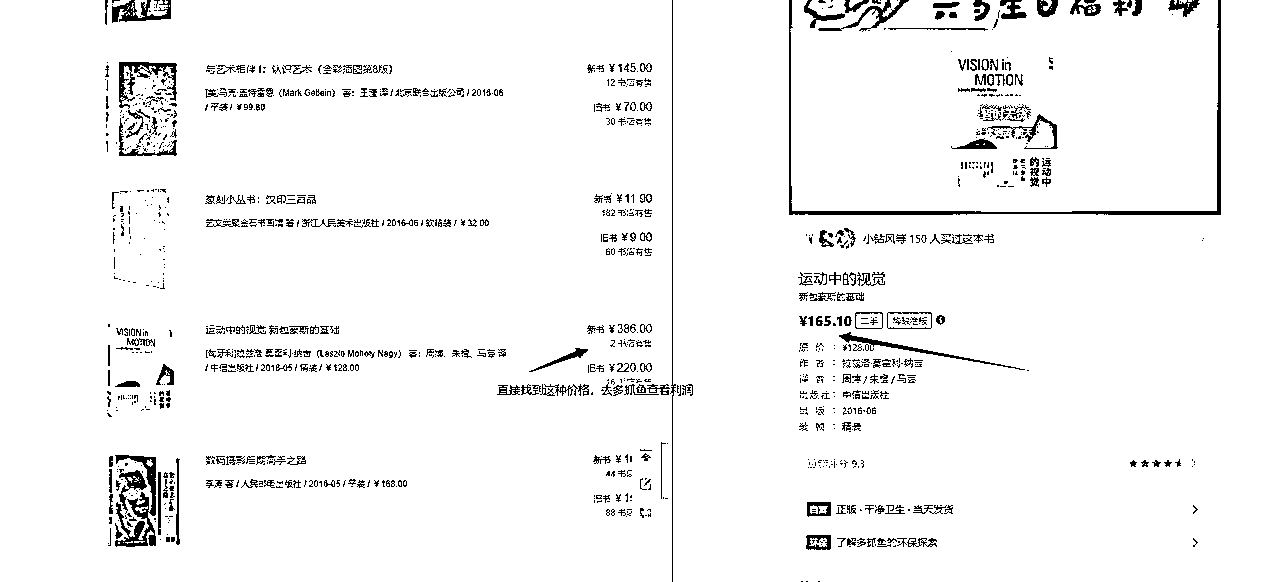 与艺术相伴
认识艺术（全彩插图第8版）
新书 ¥145.00
12 书店有售
[美]马克·盖特雷恩（Mark Getlein） 著；王滢 译 / 北京联合出版公司 / 2016-06
/ 平装 / ¥99.80
旧书 ¥70.00
30 书店有售
篆刻小丛书：汉印三百品
新书 ¥11.90
182 书店有售
艺文类聚金石书画馆 著 / 浙江人民美术出版社 / 2016-06 / 软精装 / ¥32.00
旧书 ¥9.00
60 书店有售
VISION in
MOTION
运动中的视觉:新包豪斯的基础
新书 ¥386.00
2 书店有售
[匈牙利]拉兹洛·莫霍利·纳吉（Laszlo Moholy Nagy） 著；周博、朱橙、马芸 译
/ 中信出版社 / 2016-05 / 精装 / ¥128.00
旧书 ¥220.00
直接找到这种价格，去多抓鱼查看利润
数码摄影后期高手之路
新书 ¥1
44 书店
李涛 著 / 人民邮电出版社 / 2016-05 / 平装 / ¥168.00
旧书 ¥1
88 书店
生日福利
VISION in
MOTION
暂时无货
运动中
的视觉
小钻风等 150 人买过这本书
运动中的视觉
新包豪斯的基础
¥165.10 二手
原 价 ：¥128.00
作 者 ：拉兹洛·莫霍利·纳吉
译 者 ：周博 / 朱橙 / 马芸
出版社：中信出版社
出 版 ：2016-06
装 帧 ：精装
豆瓣评分 9.3
自营 正版 · 干净卫生 · 当天发货
环保 了解多抓鱼的环保探索